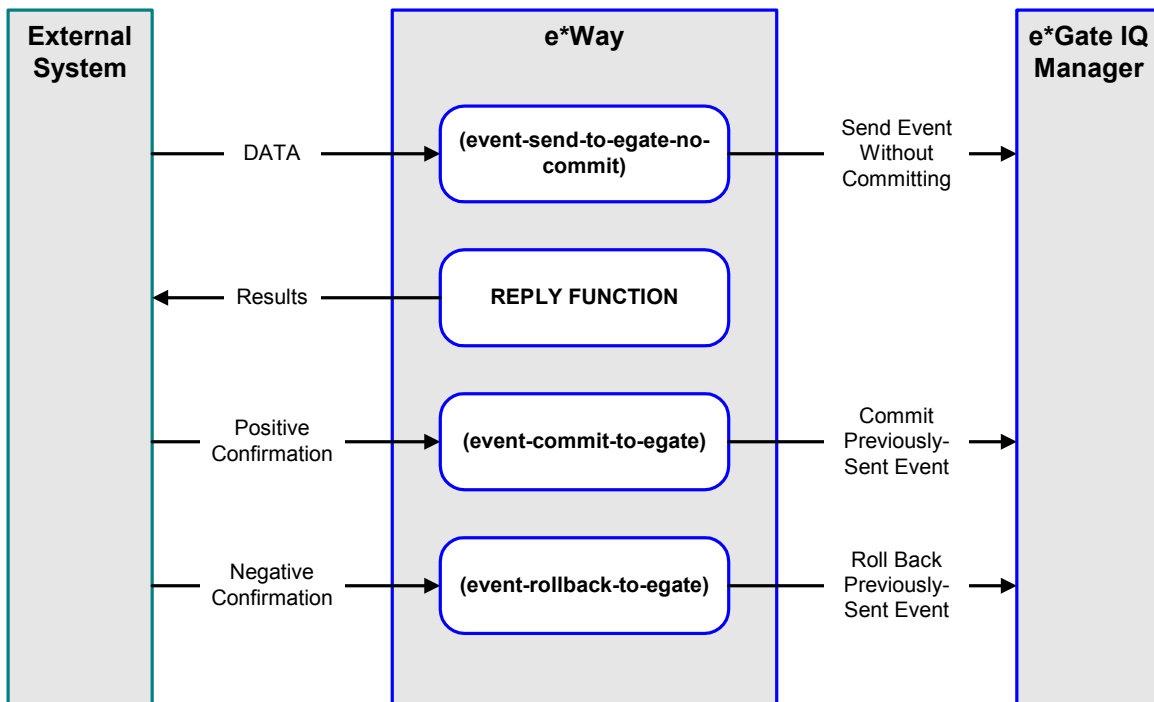 External
System
e*Way
e*Gate IQ
Manager
DATA
(event-send-to-egate-no-
commit)
Send Event
Without
Committing
Results
REPLY FUNCTION
Positive
Confirmation
(event-commit-to-egate)
Commit
Previously-
Sent Event
Negative
Confirmation
(event-rollback-to-egate)
Roll Back
Previously-
Sent Event